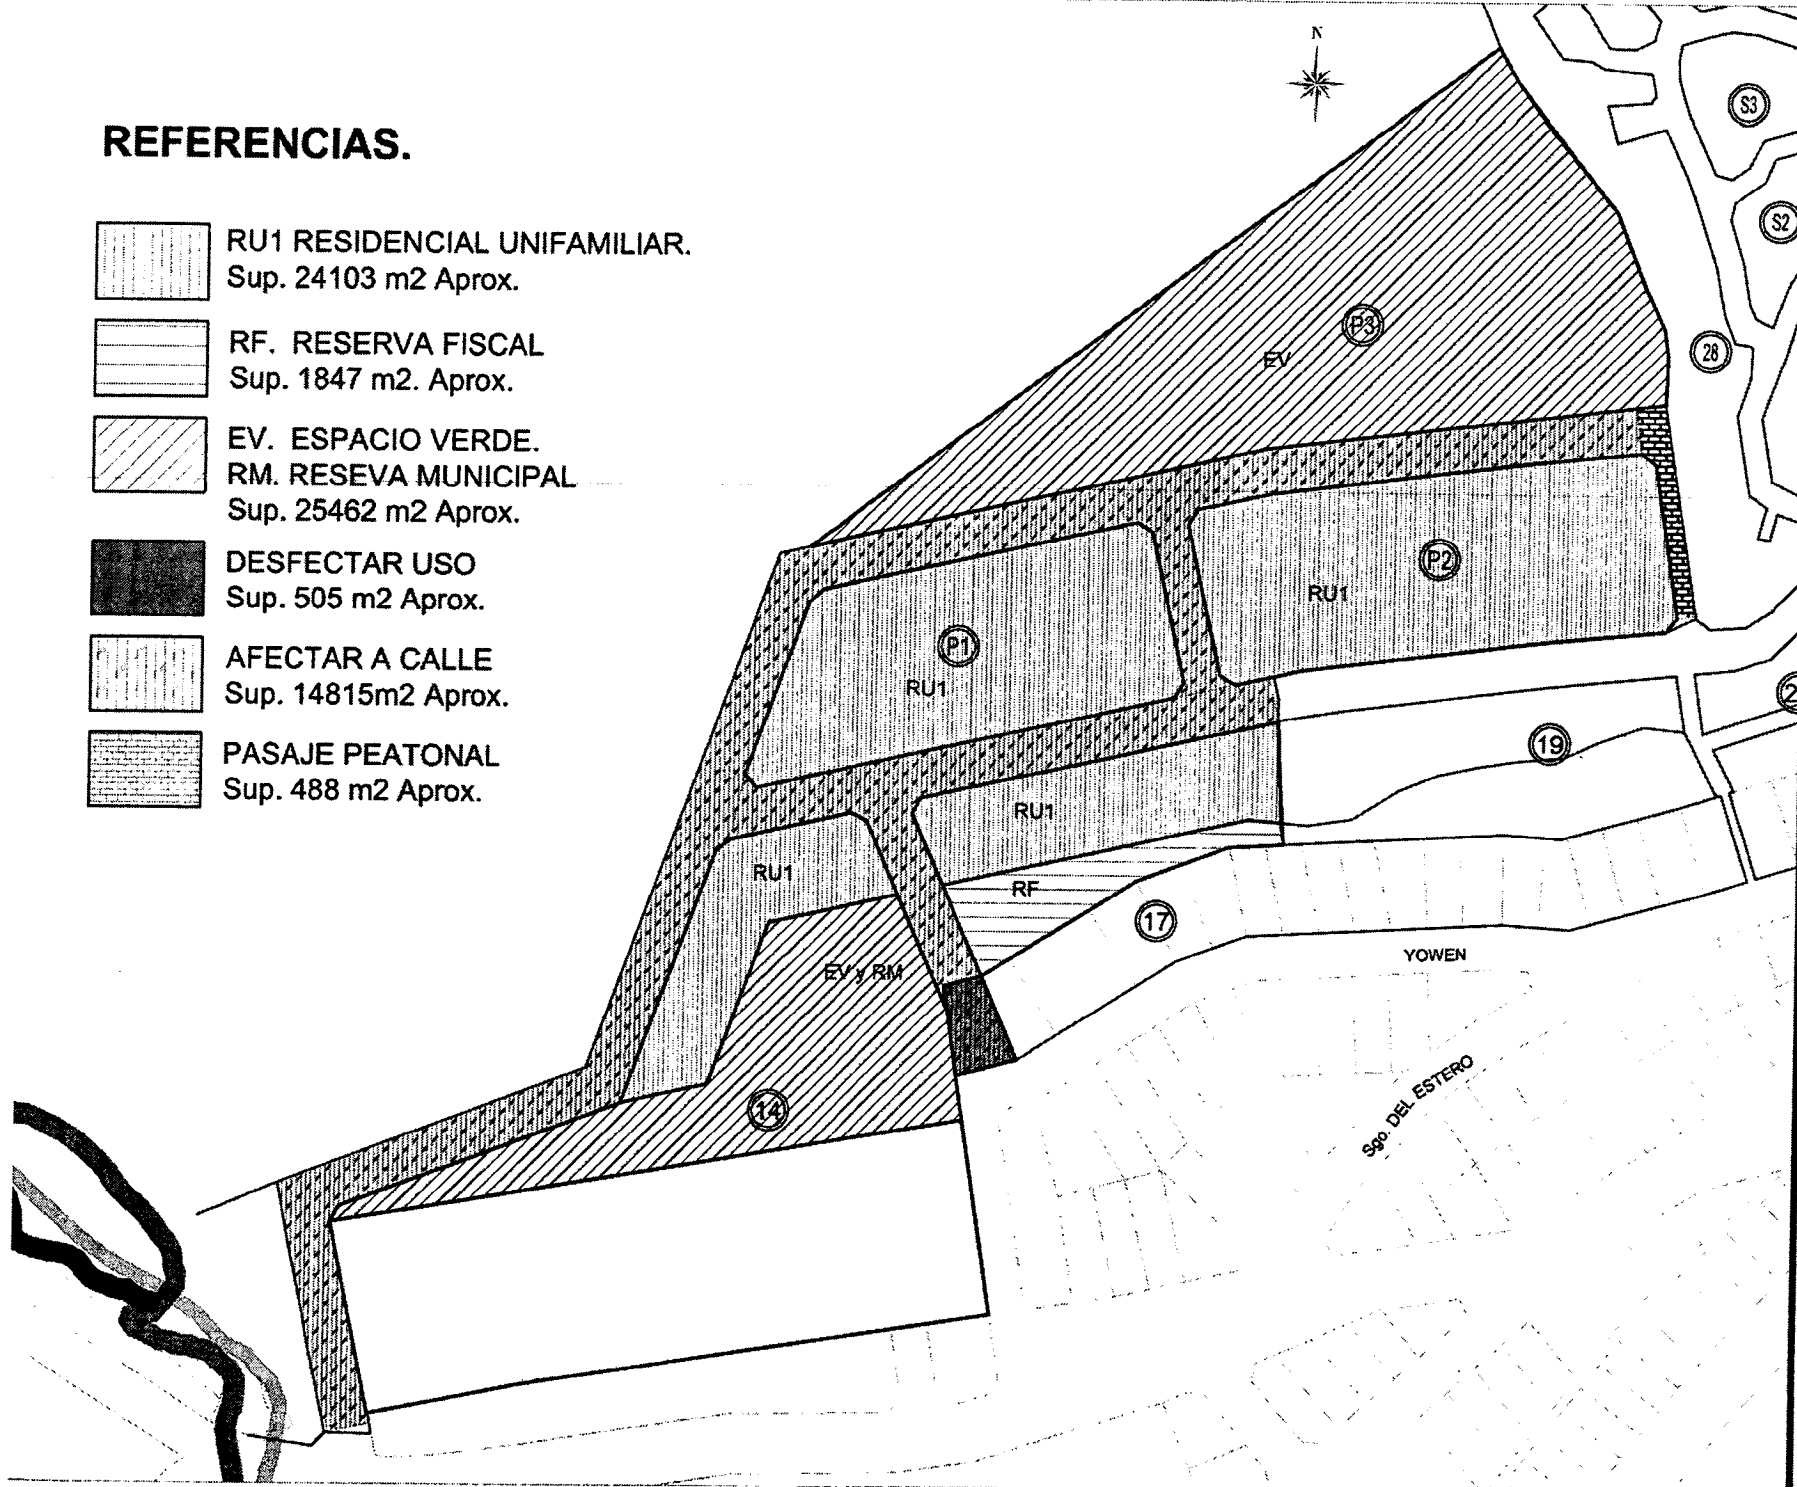 N
REFERENCIAS.
RU1 RESIDENCIAL UNIFAMILIAR.
Sup. 24103 m2 Aprox.
RF. RESERVA FISCAL
Sup. 1847 m2. Aprox.
EV. ESPACIO VERDE.
RM. RESEVA MUNICIPAL
Sup. 25462 m2 Aprox.
DESFECTAR USO
Sup. 505 m2 Aprox.
AFECTAR A CALLE
Sup. 14815m2 Aprox.
PASAJE PEATONAL
Sup. 488 m2 Aprox.
S3
S2
P3
EV
28
P2
RU1
P1
RU1
19
RU1
RU1
RF
17
YOWEN
EV y RM
14
Sgo. DEL ESTERO